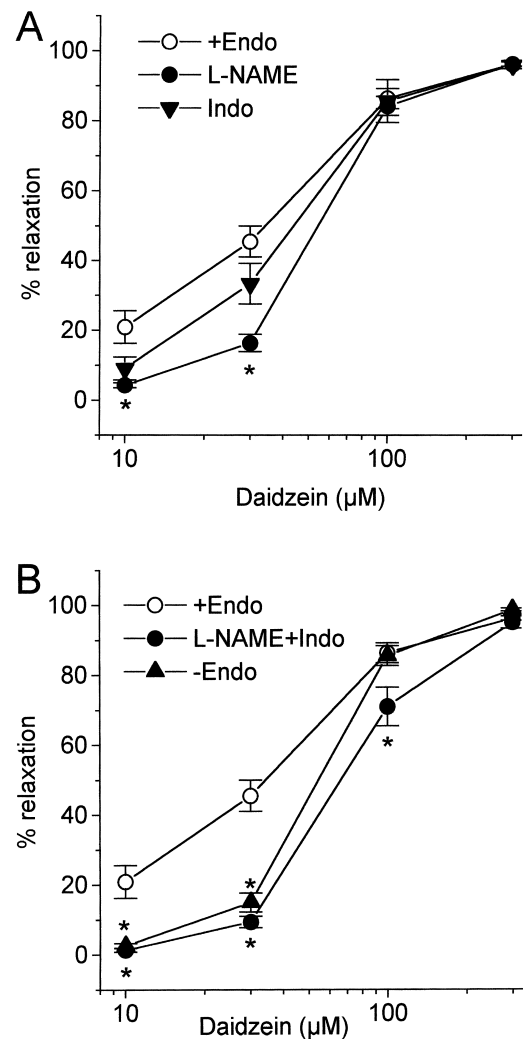 A
+Endo
L-NAME
Indo
100
80
60
40
20
0
% relaxation
*
*
10
100
Daidzein (µM)
B
+Endo
L-NAME+Indo
-Endo
100
80
60
40
20
0
% relaxation
*
*
*
*
*
10
100
Daidzein (µM)